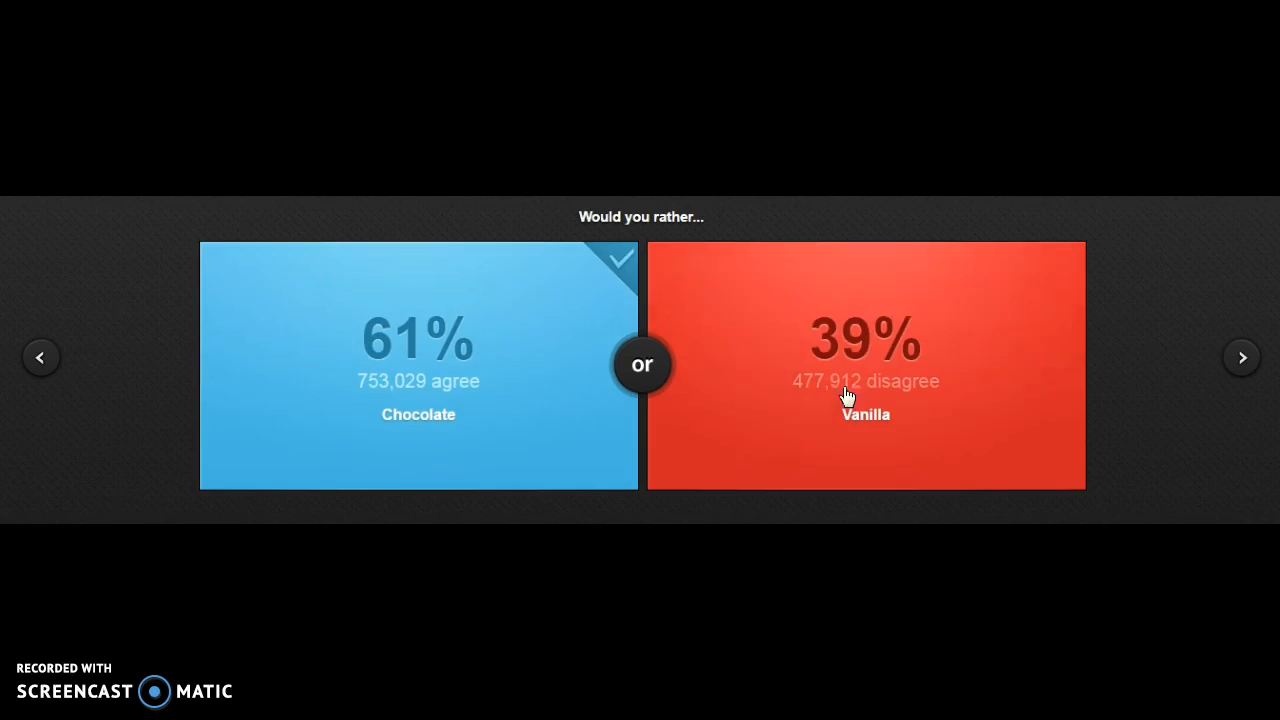 Would you rather...
61%
753,029 agree
Chocolate
or
39%
477,912 disagree
Vanilla
RECORDED WITH
SCREENCAST MATIC